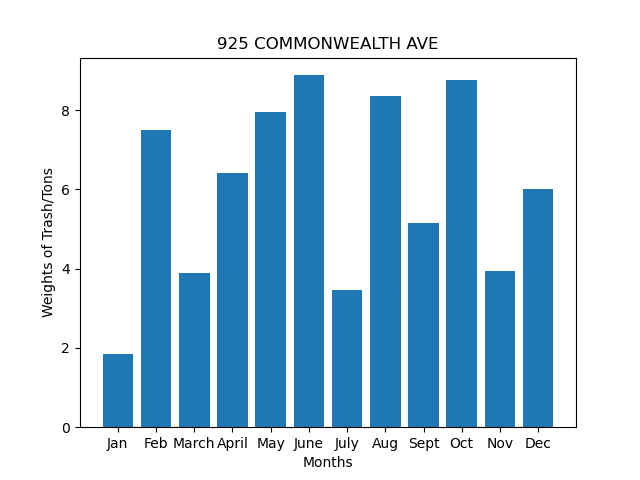 925 COMMONWEALTH AVE
Weights of Trash/Tons
8
6
4
2
0
Jan Feb March April May June July Aug Sept Oct Nov Dec
Months